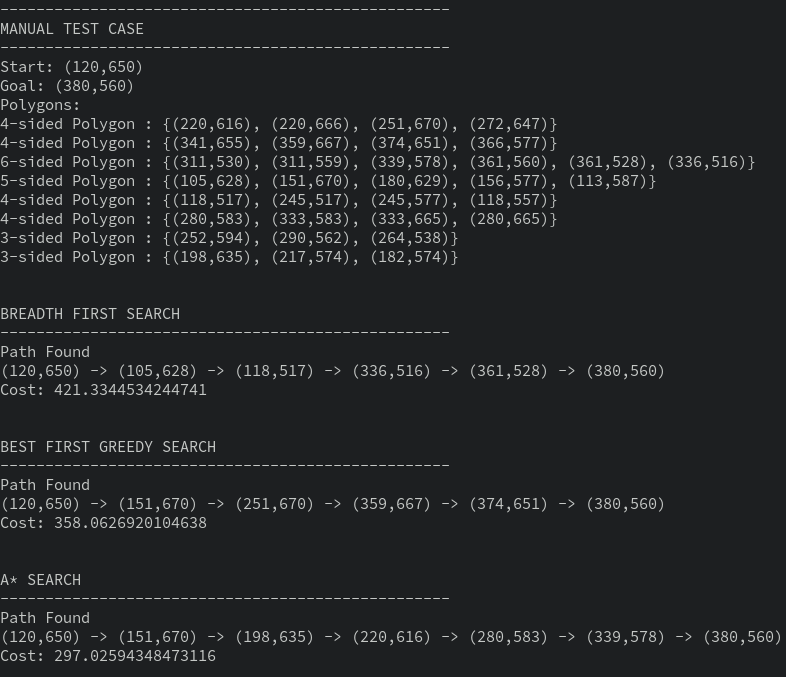 --------------------------------------------------
MANUAL TEST CASE
--------------------------------------------------
Start: (120,650)
Goal: (380,560)
Polygons:
4-sided Polygon : {(220,616), (220,666), (251,670), (272,647)}
4-sided Polygon : {(341,655), (359,667), (374,651), (366,577)}
6-sided Polygon : {(311,530), (311,559), (339,578), (361,560), (361,528), (336,516)}
5-sided Polygon : {(105,628), (151,670), (180,629), (156,577), (113,587)}
4-sided Polygon : {(118,517), (245,517), (245,577), (118,557)}
4-sided Polygon : {(280,583), (333,583), (333,665), (280,665)}
3-sided Polygon : {(252,594), (290,562), (264,538)}
3-sided Polygon : {(198,635), (217,574), (182,574)}
BREADTH FIRST SEARCH
--------------------------------------------------
Path Found
(120,650) -> (105,628) -> (118,517) -> (336,516) -> (361,528) -> (380,560)
Cost: 421.3344534244741
BEST FIRST GREEDY SEARCH
--------------------------------------------------
Path Found
(120,650) -> (151,670) -> (251,670) -> (359,667) -> (374,651) -> (380,560)
Cost: 358.0626920104638
A* SEARCH
--------------------------------------------------
Path Found
(120,650) -> (151,670) -> (198,635) -> (220,616) -> (280,583) -> (339,578) -> (380,560)
Cost: 297.02594348473116